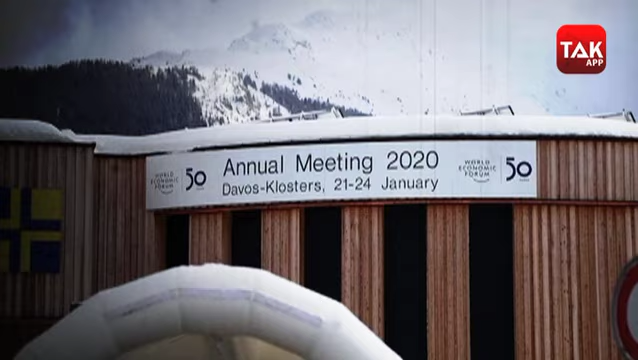 TAK
APP
WORLD
ECONOMIC
FORUM
50
Annual Meeting 2020
Davos-Klosters, 21-24 January
WORLD
ECONOMIC
FORUM
50